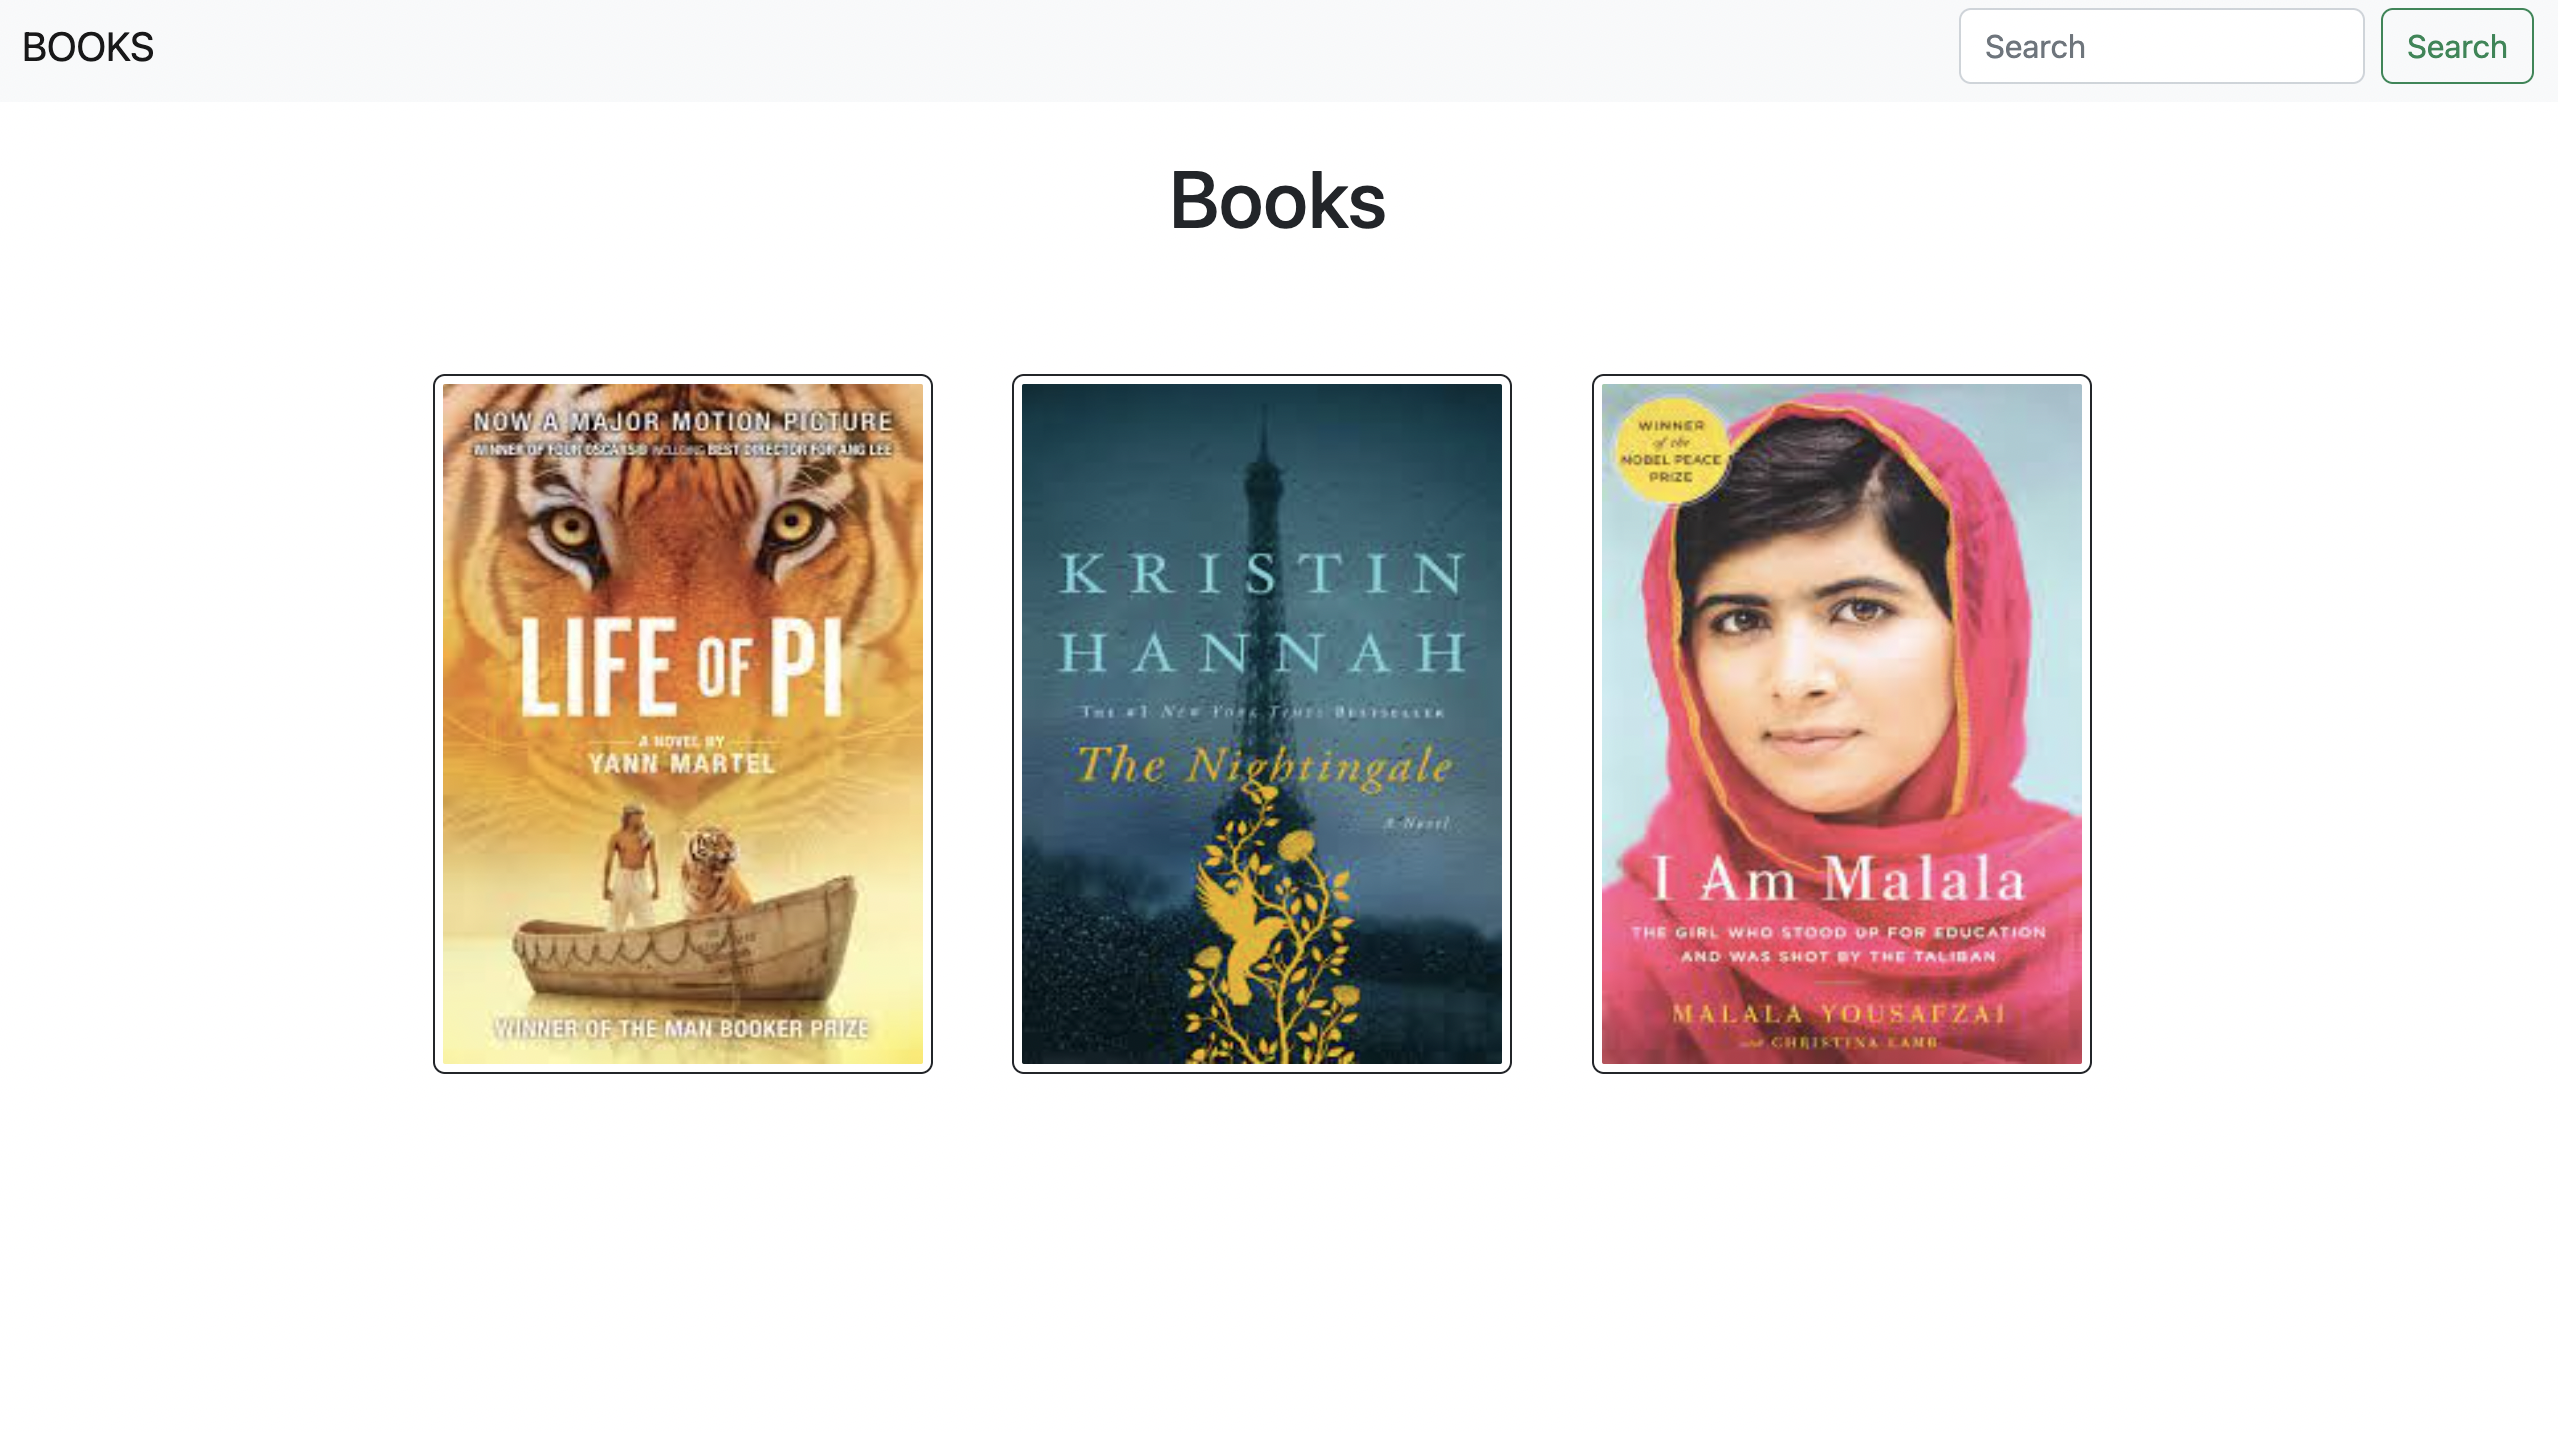 BOOKS
Search
Search
Books
NOW A MAJOR MOTION PICTURE
WINNER OF FOUR OSCARS® INCLUDING BEST DIRECTOR FOR ANG LEE
LIFE OF PI
A NOVEL BY
YANN MARTEL
WINNER OF THE MAN BOOKER PRIZE
KRISTIN
HANNAH
THE #1 New York Times BESTSELLER
The Nightingale
A Novel
WINNER
of the
NOBEL PEACE
PRIZE
I Am Malala
THE GIRL WHO STOOD UP FOR EDUCATION
AND WAS SHOT BY THE TALIBAN
MALALA YOUSAFZAI
with CHRISTINA LAMB